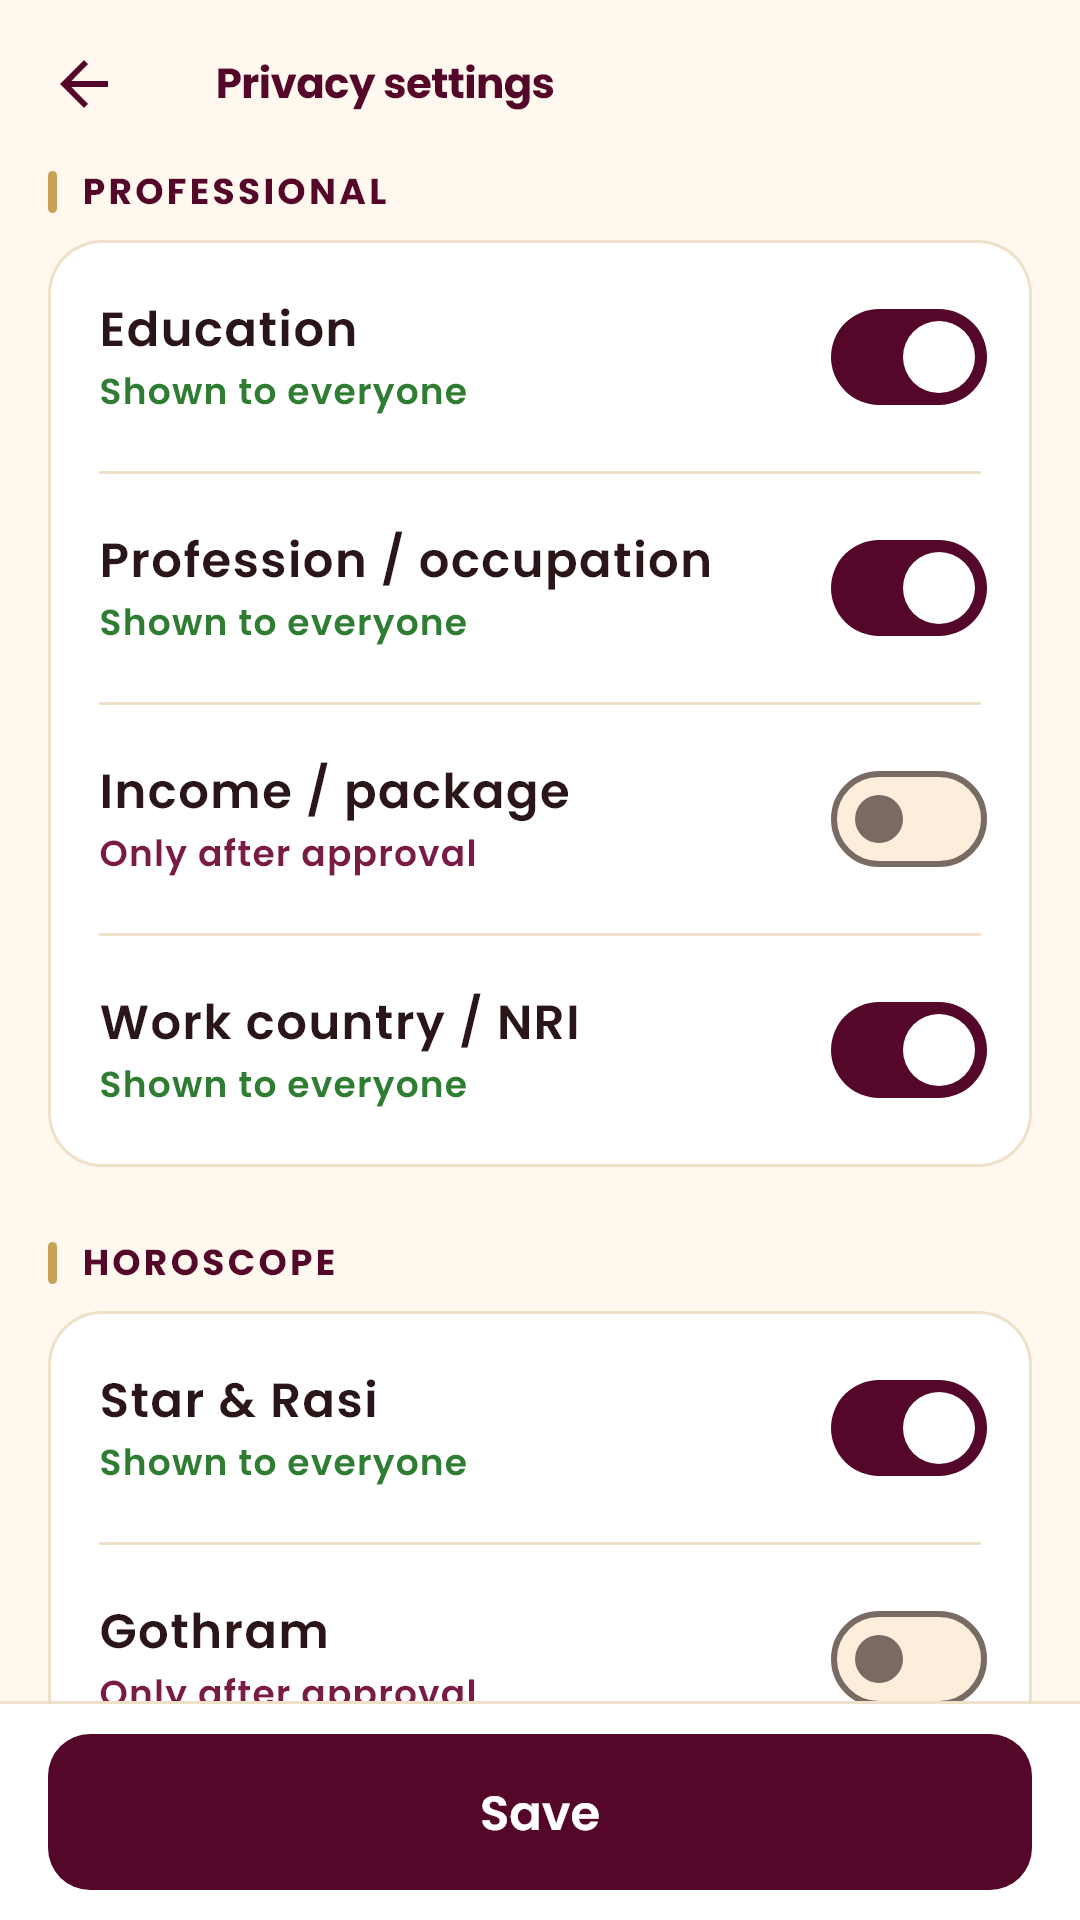 Privacy settings
PROFESSIONAL
Education
Shown to everyone
Profession / occupation
Shown to everyone
Income / package
Only after approval
Work country / NRI
Shown to everyone
HOROSCOPE
Star & Rasi
Shown to everyone
Gothram
Only after approval
Save